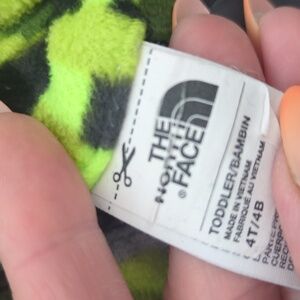 THE
NORTH
FACE
®
TODDLER/BAMBIN
MADE IN VIETNAM
FABRIQUÉ AU VIETNAM
4T/4B